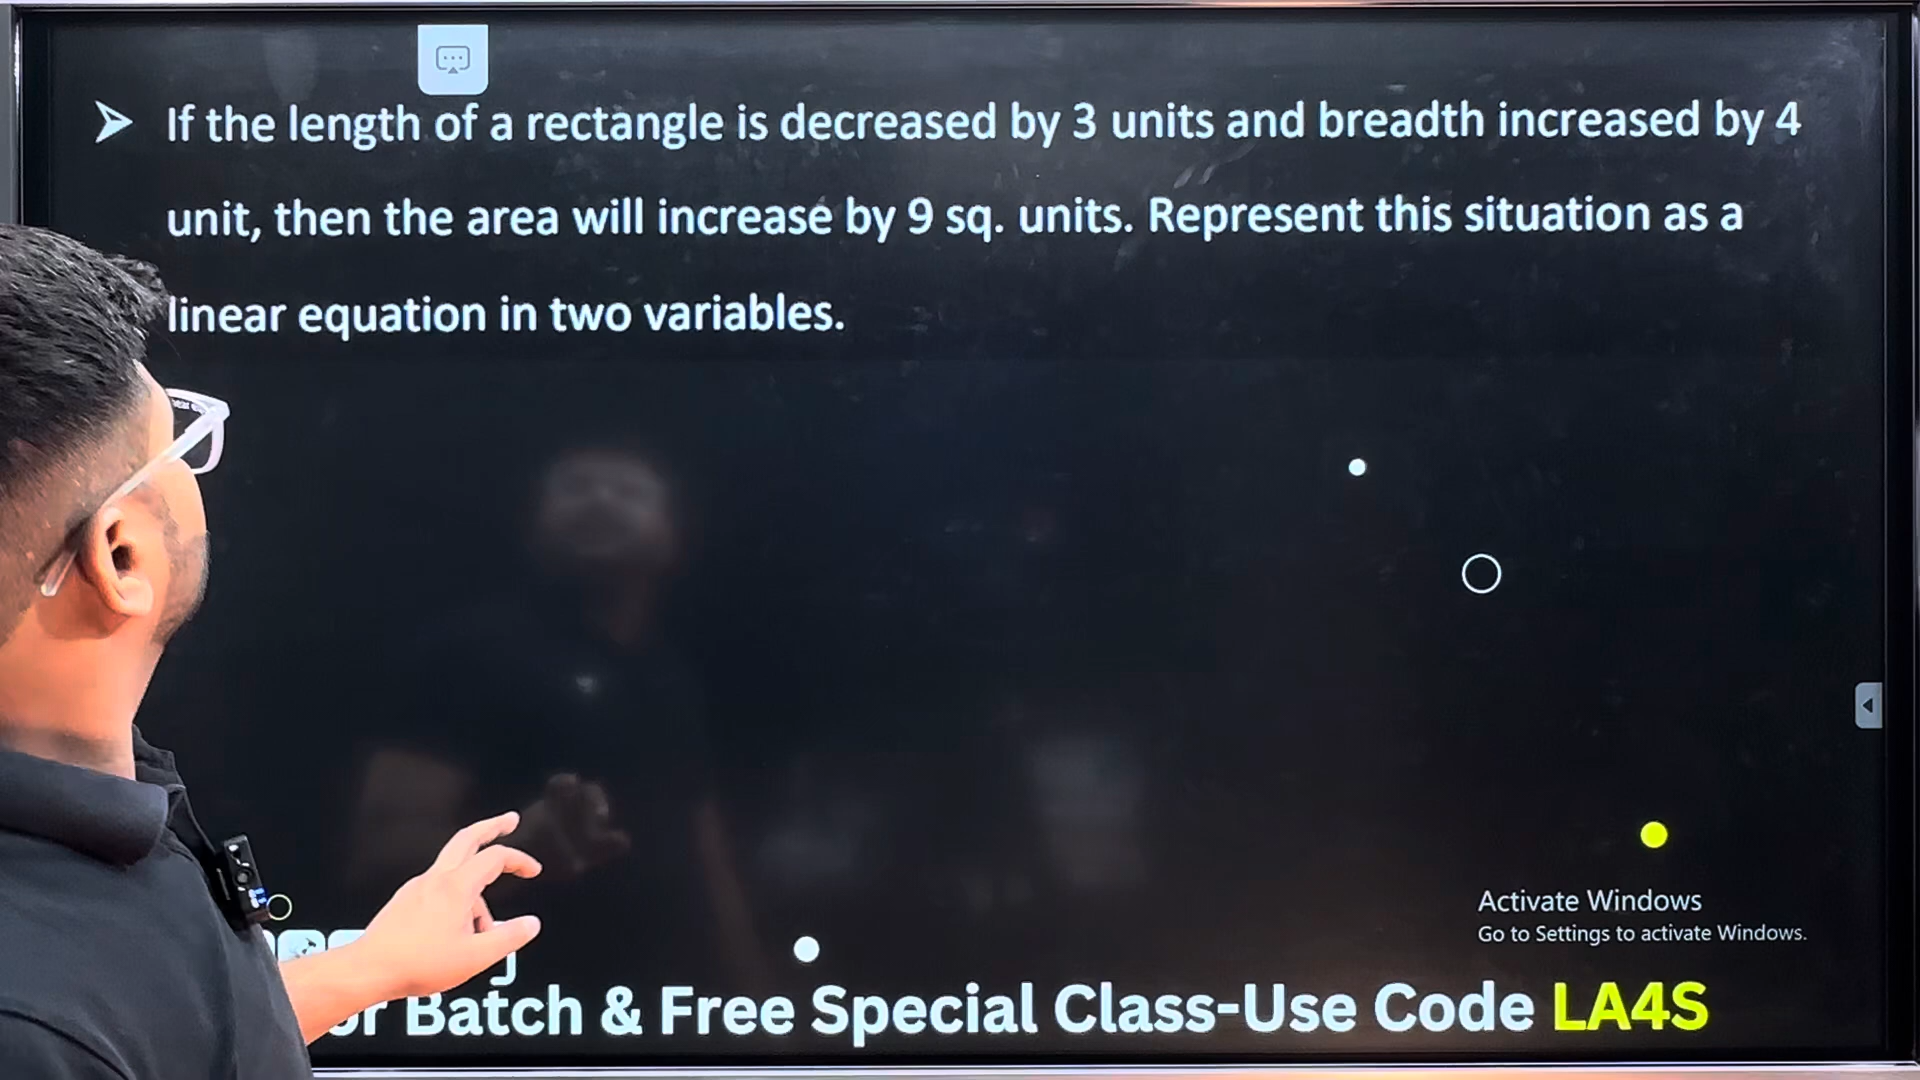 ➤ If the length of a rectangle is decreased by 3 units and breadth increased by 4
unit, then the area will increase by 9 sq. units. Represent this situation as a
linear equation in two variables.
Activate Windows
Go to Settings to activate Windows.
Batch & Free Special Class-Use Code LA4S